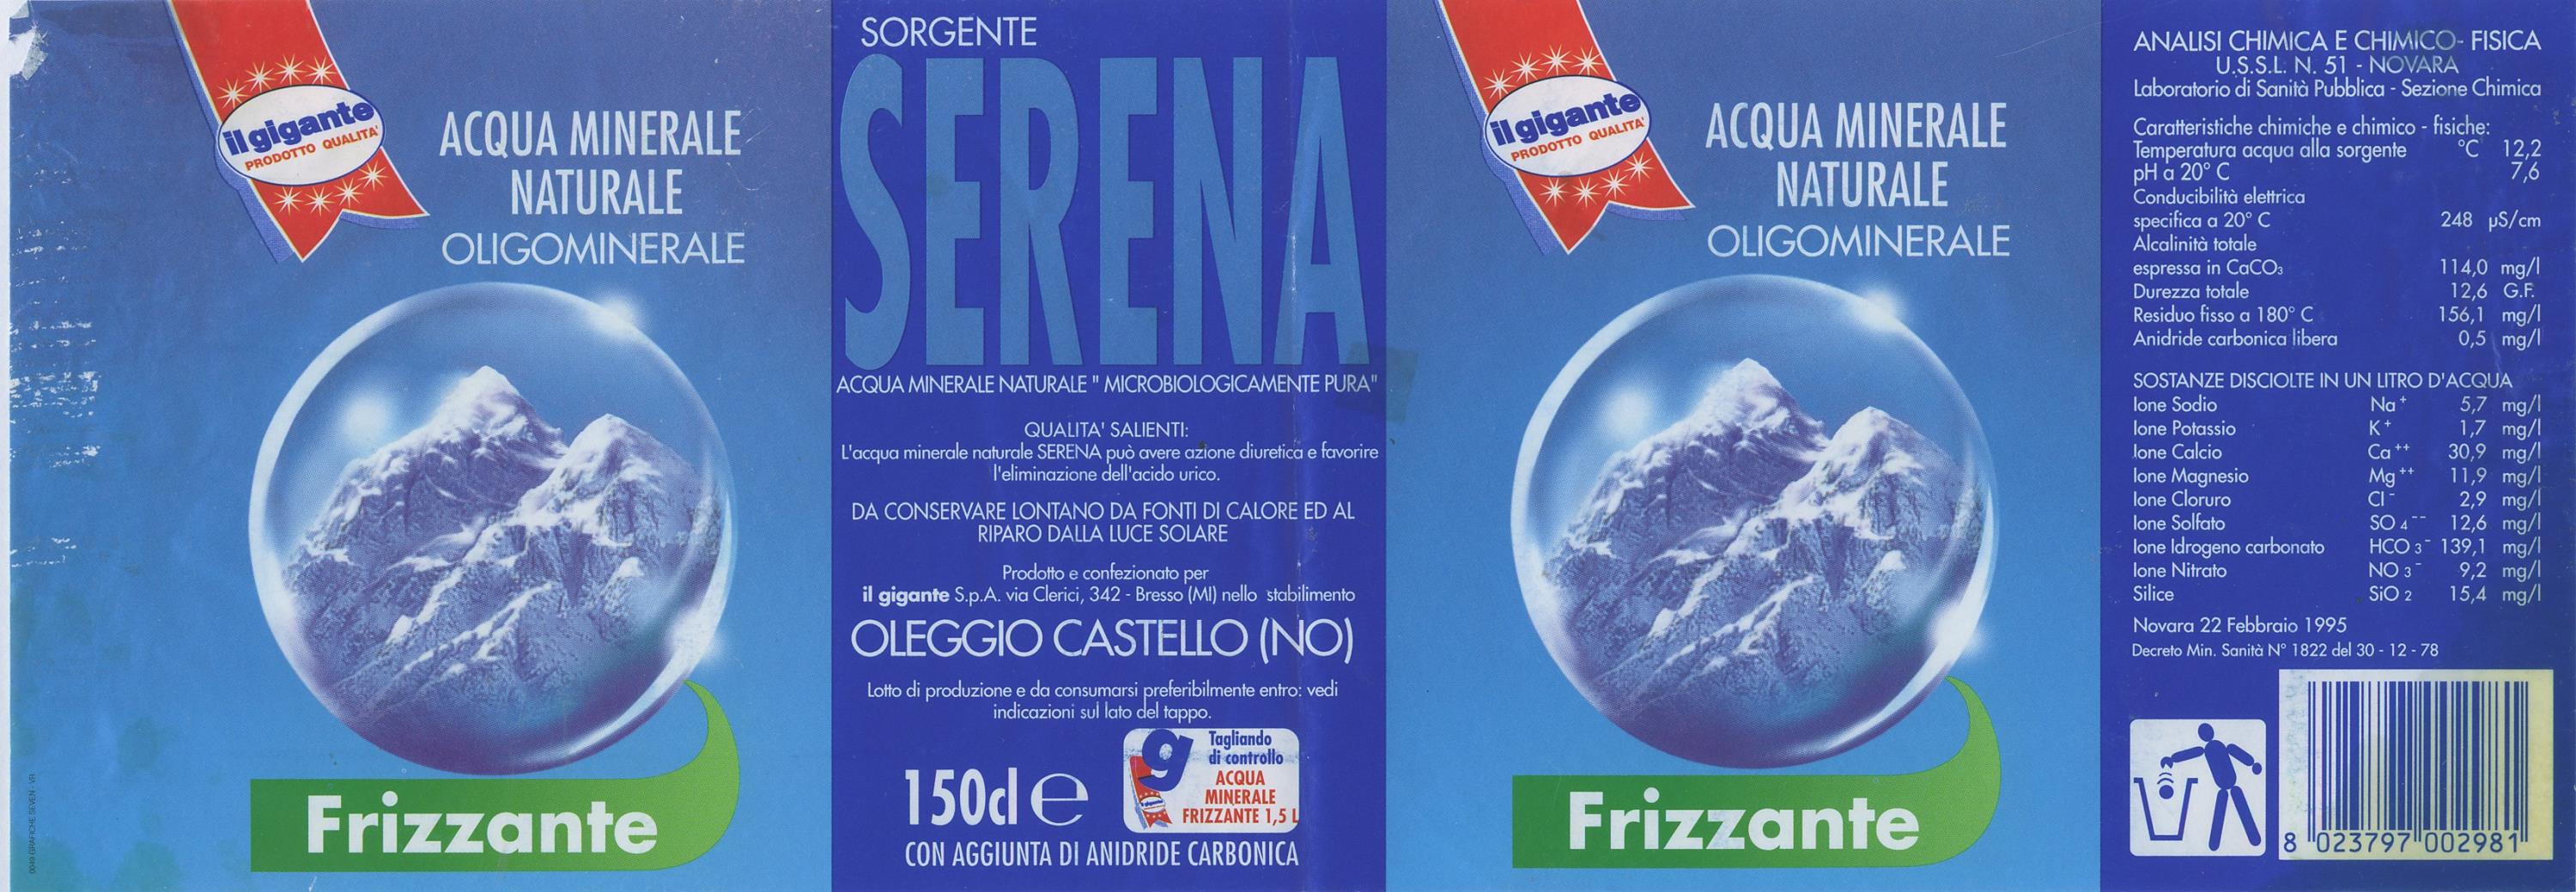 il gigante
PRODOTTO QUALITA'
ACQUA MINERALE
NATURALE
OLIGOMINERALE
Frizzante
0049 GRAFICHE SEVEN - VR
SORGENTE
SERENA
ACQUA MINERALE NATURALE " MICROBIOLOGICAMENTE PURA"
QUALITA' SALIENTI:
L'acqua minerale naturale SERENA può avere azione diuretica e favorire
l'eliminazione dell'acido urico.
DA CONSERVARE LONTANO DA FONTI DI CALORE ED AL
RIPARO DALLA LUCE SOLARE
Prodotto e confezionato per
il gigante S.p.A. via Clerici, 342 - Bresso (MI) nello stabilimento
OLEGGIO CASTELLO (NO)
Lotto di produzione e da consumarsi preferibilmente entro: vedi
indicazioni sul lato del tappo.
150cl e
g Tagliando
di controllo
ACQUA
MINERALE
FRIZZANTE 1,5 L
CON AGGIUNTA DI ANIDRIDE CARBONICA
il gigante
PRODOTTO QUALITA'
ACQUA MINERALE
NATURALE
OLIGOMINERALE
Frizzante
ANALISI CHIMICA E CHIMICO- FISICA
U.S.S.L. N. 51 - NOVARA
Laboratorio di Sanità Pubblica - Sezione Chimica
Caratteristiche chimiche e chimico - fisiche:
Temperatura acqua alla sorgente °C 12,2
pH a 20° C 7,6
Conducibilità elettrica
specifica a 20° C 248 µS/cm
Alcalinità totale
espressa in CaCO₃ 114,0 mg/l
Durezza totale 12,6 G.F.
Residuo fisso a 180° C 156,1 mg/l
Anidride carbonica libera 0,5 mg/l
SOSTANZE DISCIOLTE IN UN LITRO D'ACQUA
Ione Sodio Na⁺ 5,7 mg/l
Ione Potassio K⁺ 1,7 mg/l
Ione Calcio Ca⁺⁺ 30,9 mg/l
Ione Magnesio Mg⁺⁺ 11,9 mg/l
Ione Cloruro Cl⁻ 2,9 mg/l
Ione Solfato SO₄⁻⁻ 12,6 mg/l
Ione Idrogeno carbonato HCO₃⁻ 139,1 mg/l
Ione Nitrato NO₃⁻ 9,2 mg/l
Silice SiO₂ 15,4 mg/l
Novara 22 Febbraio 1995
Decreto Min. Sanità N° 1822 del 30 - 12 - 78
8 023797 002981